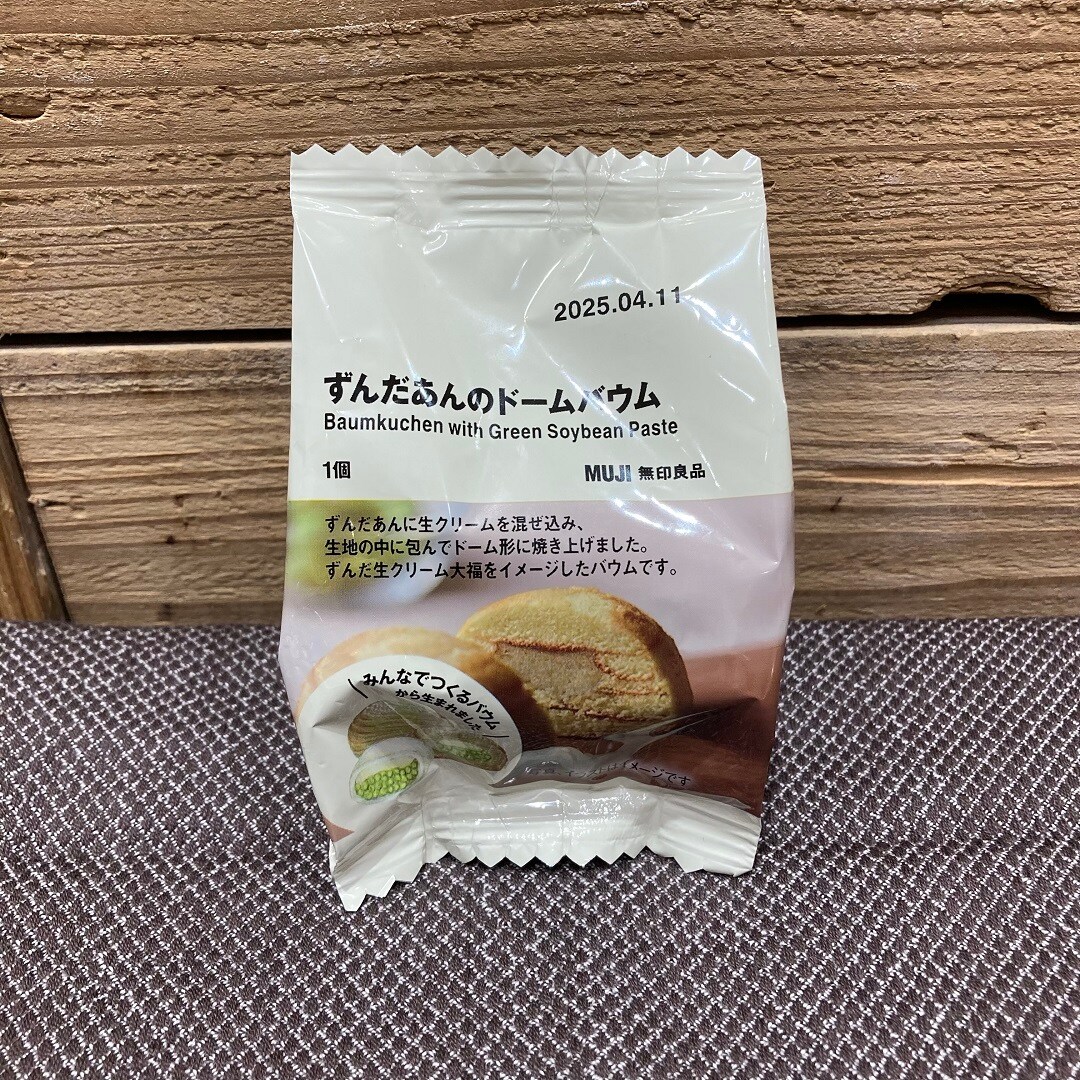 2025.04.11
ずんだあんのドームバウム
Baumkuchen with Green Soybean Paste
1個
MUJI 無印良品
ずんだあんに生クリームを混ぜ込み、
生地の中に包んでドーム形に焼き上げました。
ずんだ生クリーム大福をイメージしたバウムです。
みんなでつくるバウム
から生まれました
イメージです